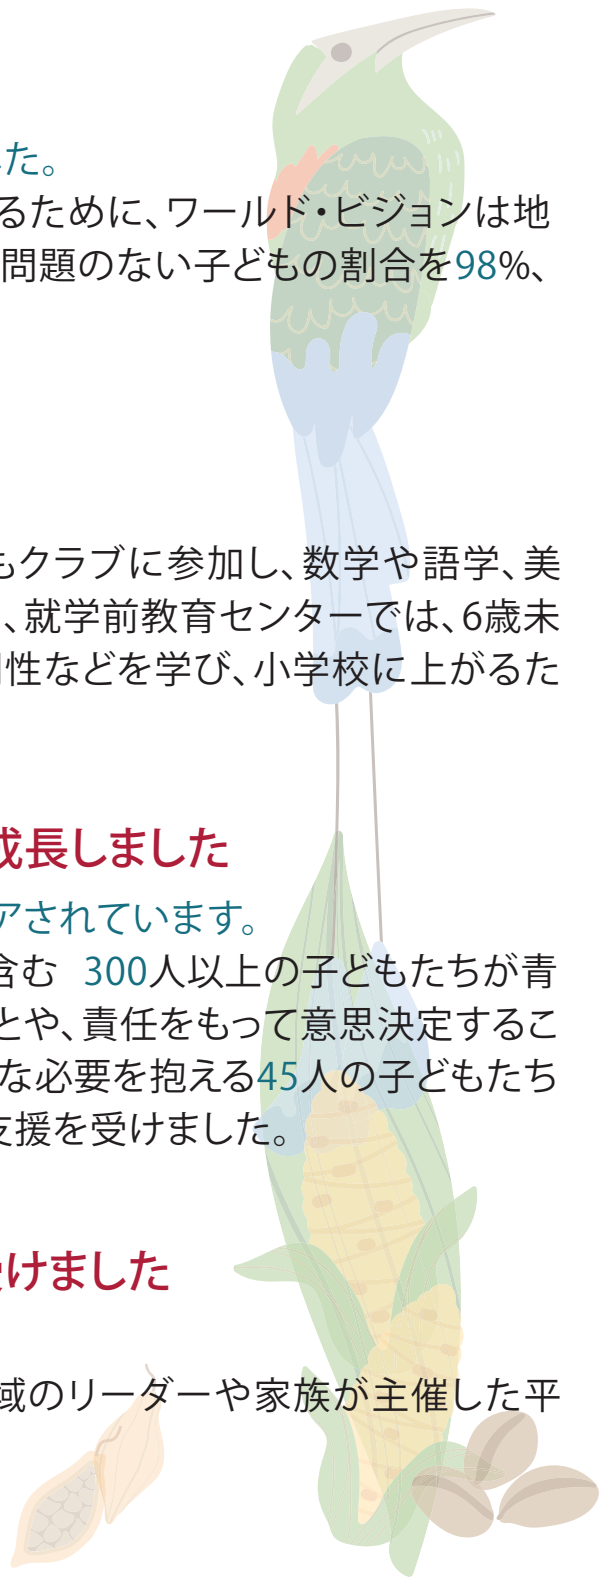 た。
るために、ワールド・ビジョンは地
問題のない子どもの割合を98%、
もクラブに参加し、数学や語学、美
、就学前教育センターでは、6歳未
性などを学び、小学校に上がるた
成長しました
アされています。
含む 300人以上の子どもたちが青
とや、責任をもって意思決定するこ
な必要を抱える45人の子どもたち
支援を受けました。
けました
域のリーダーや家族が主催した平